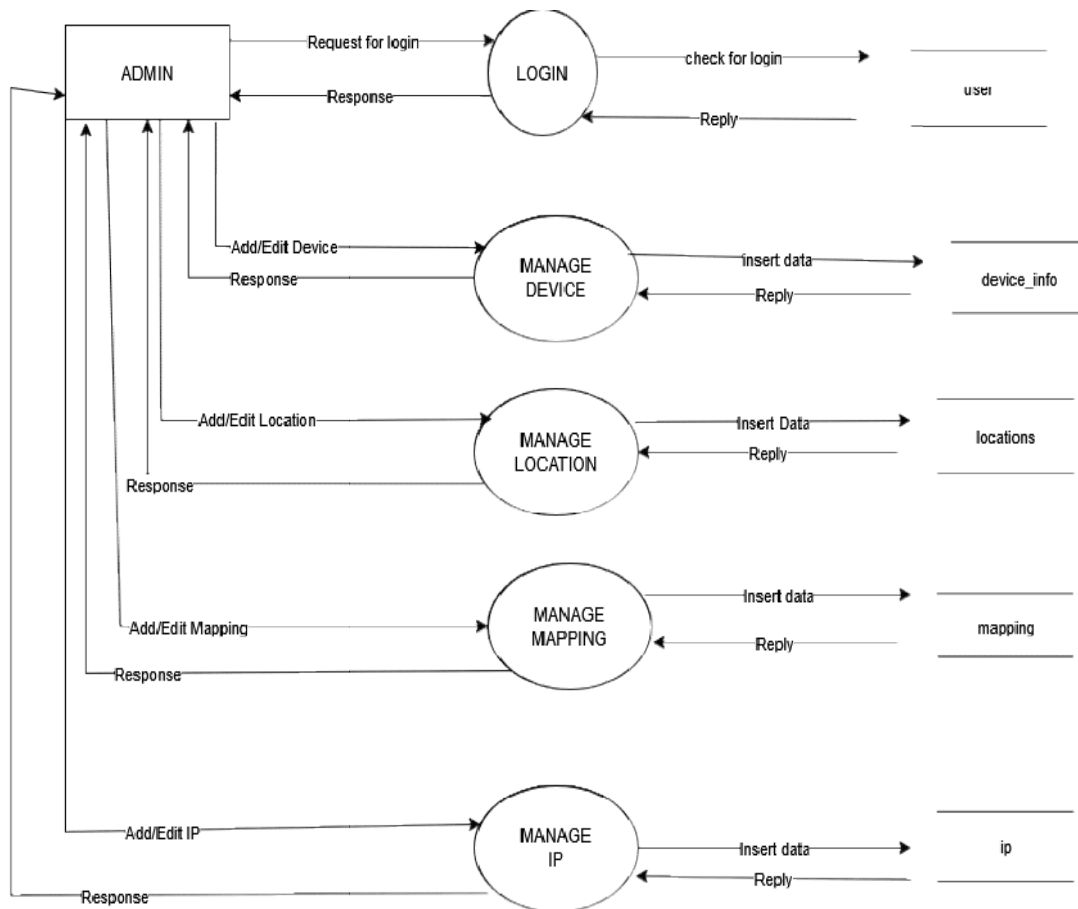 Request for login
ADMIN
LOGIN
check for login
user
Response
Reply
Add/Edit Device
Response
MANAGE
DEVICE
Insert data
Reply
device_info
Add/Edit Location
Response
MANAGE
LOCATION
Insert Data
Reply
locations
Add/Edit Mapping
Response
MANAGE
MAPPING
Insert data
Reply
mapping
Add/Edit IP
Response
MANAGE
IP
Insert data
Reply
ip